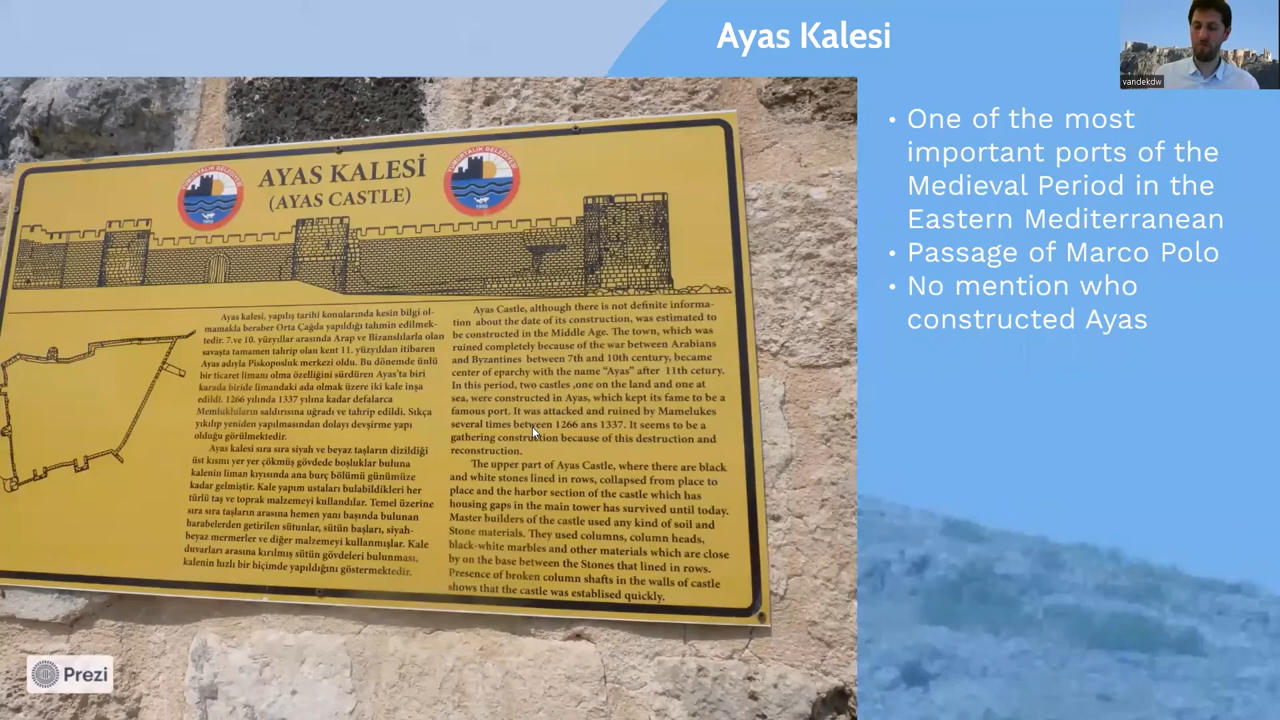 Ayas Kalesi
vandekdw
• One of the most
important ports of the
Medieval Period in the
Eastern Mediterranean
• Passage of Marco Polo
• No mention who
constructed Ayas
AYAS KALESİ
(AYAS CASTLE)
Ayas kalesi, yapılış tarihi konularında kesin bilgi ol-
mamakla beraber Orta Çağda yapıldığı tahmin edilmek-
tedir. 7.ve 10. yüzyıllar arasında Arap ve Bizanslılarla olan
savaşta tamamen tahrip olan kent 11. yüzyıldan itibaren
Ayas adıyla Piskoposluk merkezi oldu. Bu dönemde ünlü
bir ticaret limanı olma özelliğini sürdüren Ayas'ta biri
karada biride limandaki ada olmak üzere iki kale inşa
edildi. 1266 yılında 1337 yılına kadar defalarca
Memlukluların saldırısına uğradı ve tahrip edildi. Sıkça
yıkılıp yeniden yapılmasından dolayı devşirme yapı
olduğu görülmektedir.
Ayas kalesi sıra sıra siyah ve beyaz taşların dizildiği
üst kısmı yer yer çökmüş gövdede boşluklar buluna
kalenin liman kıyısında ana burç bölümü günümüze
kadar gelmiştir. Kale yapım ustaları bulabildikleri her
türlü taş ve toprak malzemeyi kullandılar. Temel üzerine
sıra sıra taşların arasına hemen yanı başında bulunan
harabelerden getirilen sütunlar, sütün başları, siyah-
beyaz mermerler ve diğer malzemeyi kullanmışlar. Kale
duvarları arasına kırılmış sütün gövdeleri bulunması,
kalenin hızlı bir biçimde yapıldığını göstermektedir.
Ayas Castle, although there is not definite informa-
tion about the date of its construction, was estimated to
be constructed in the Middle Age. The town, which was
ruined completely because of the war between Arabians
and Byzantines between 7th and 10th century, became
center of eparchy with the name "Ayas" after 11th cetury.
In this period, two castles ,one on the land and one at
sea, were constructed in Ayas, which kept its fame to be a
famous port. It was attacked and ruined by Mamelukes
several times between 1266 ans 1337. It seems to be a
gathering construction because of this destruction and
reconstruction.
The upper part of Ayas Castle, where there are black
and white stones lined in rows, collapsed from place to
place and the harbor section of the castle which has
housing gaps in the main tower has survived until today.
Master builders of the castle used any kind of soil and
Stone materials. They used columns, column heads,
black-white marbles and other materials which are close
by on the base between the Stones that lined in rows.
Presence of broken column shafts in the walls of castle
shows that the castle was establised quickly.
Prezi